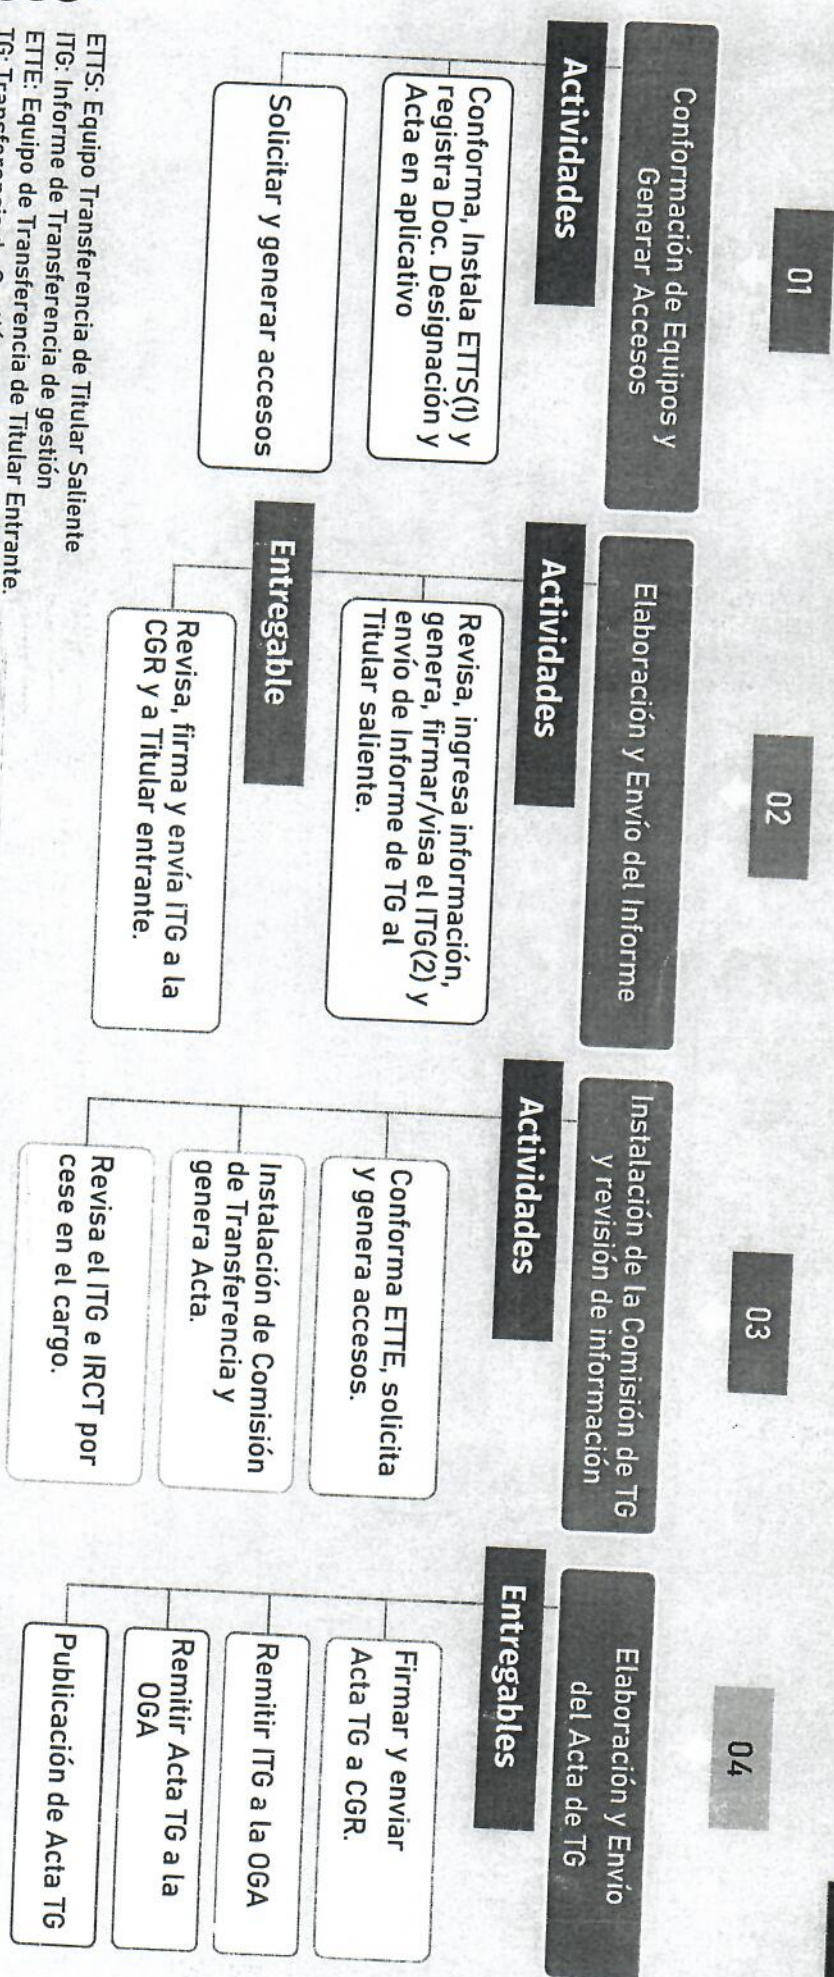 01
Conformación de Equipos y
Generar Accesos
Actividades
Conforma, Instala ETTS(1) y
registra Doc. Designación y
Acta en aplicativo
Solicitar y generar accesos
02
Elaboración y Envío del Informe
Actividades
Revisa, ingresa información,
genera, firmar/visa el ITG(2) y
envío de Informe de TG al
Titular saliente.
Entregable
Revisa, firma y envía ITG a la
CGR y a Titular entrante.
03
Instalación de la Comisión de TG
y revisión de información
Actividades
Conforma ETTE, solicita
y genera accesos.
Instalación de Comisión
de Transferencia y
genera Acta.
Revisa el ITG e IRCT por
cese en el cargo.
04
Elaboración y Envío
del Acta de TG
Entregables
Firmar y enviar
Acta TG a CGR.
Remitir ITG a la OGA
Remitir Acta TG a la
OGA
Publicación de Acta TG
ETTS: Equipo Transferencia de Titular Saliente
ITG: Informe de Transferencia de gestión
ETTE: Equipo de Transferencia de Titular Entrante.
TG: Transferencia de